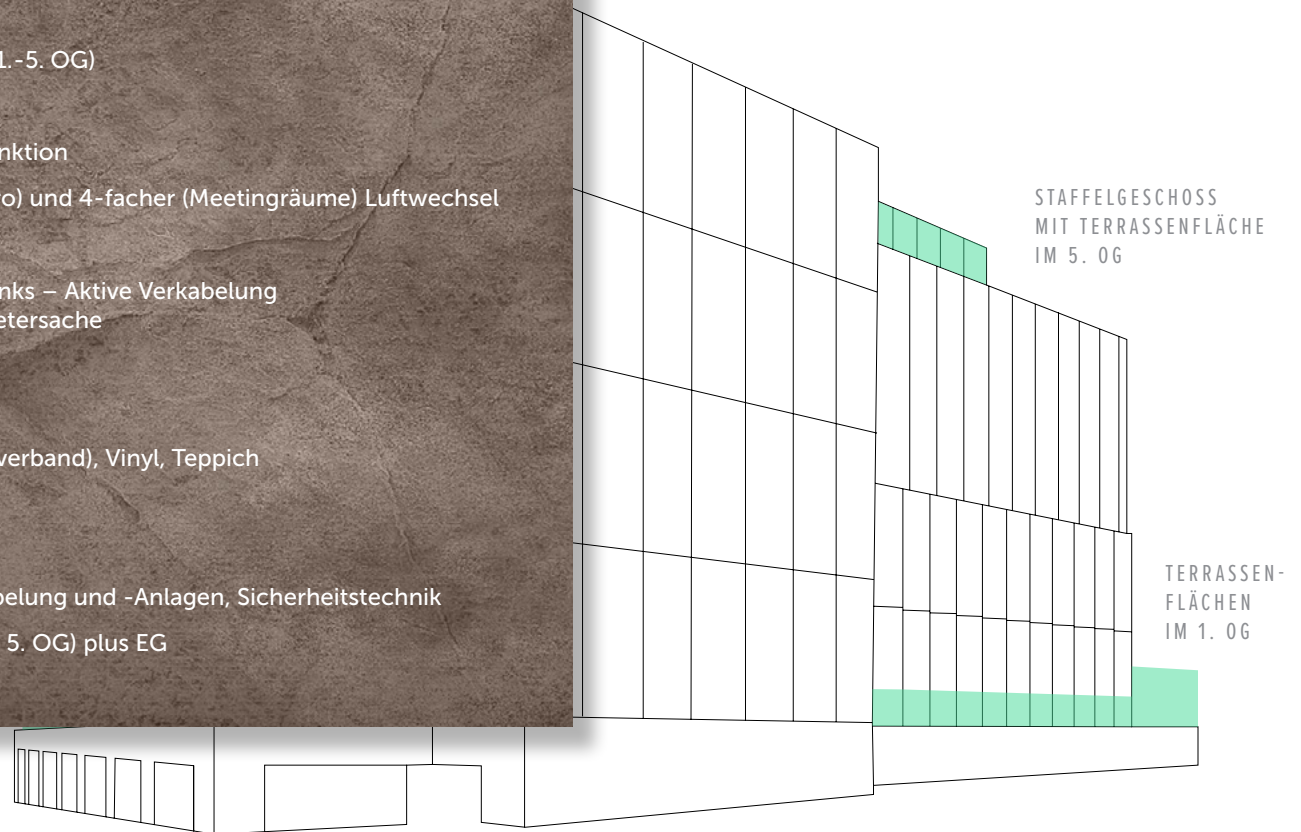 1.-5. OG)
nktion
ro) und 4-facher (Meetingräume) Luftwechsel
nks – Aktive Verkabelung
etersache
verband), Vinyl, Teppich
belung und -Anlagen, Sicherheitstechnik
5. OG) plus EG
STAFFELGESCHOSS
MIT TERRASSENFLÄCHE
IM 5. OG
TERRASSEN-
FLÄCHEN
IM 1. OG